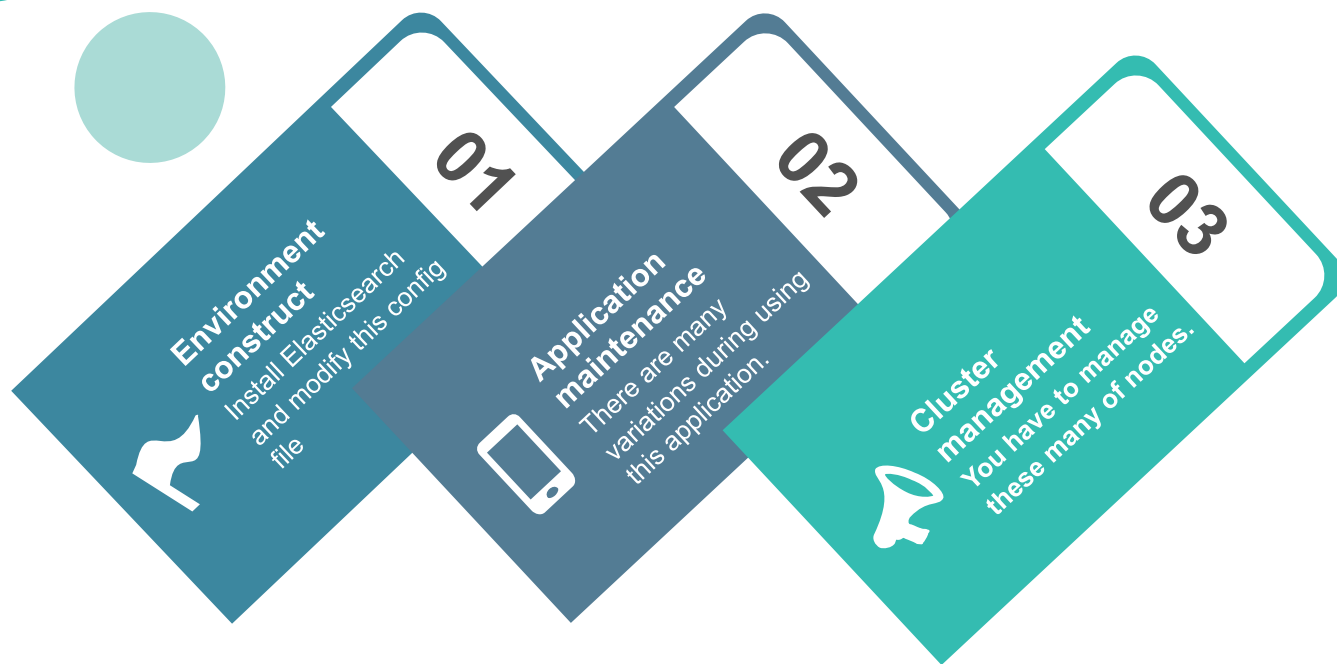 01
Environment
construct
Install Elasticsearch
and modify this config
file
02
Application
maintenance
There are many
variations during using
this application.
03
Cluster
management
You have to manage
these many of nodes.